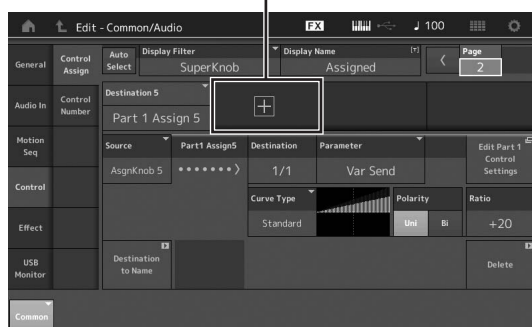 Edit - Common/Audio
FX
♩ 100
General
Control Assign
Auto Select
Display Filter
SuperKnob
Display Name
[T]
Assigned
Page
2
Audio In
Control Number
Destination 5
Part 1 Assign 5
+
Motion Seq
Source
AsgnKnob 5
Part1 Assign5
Destination
1/1
Parameter
Var Send
Edit Part 1 Control Settings
Control
Curve Type
Standard
Polarity
Uni
Bi
Ratio
+20
Effect
USB Monitor
Destination to Name
Delete
Common